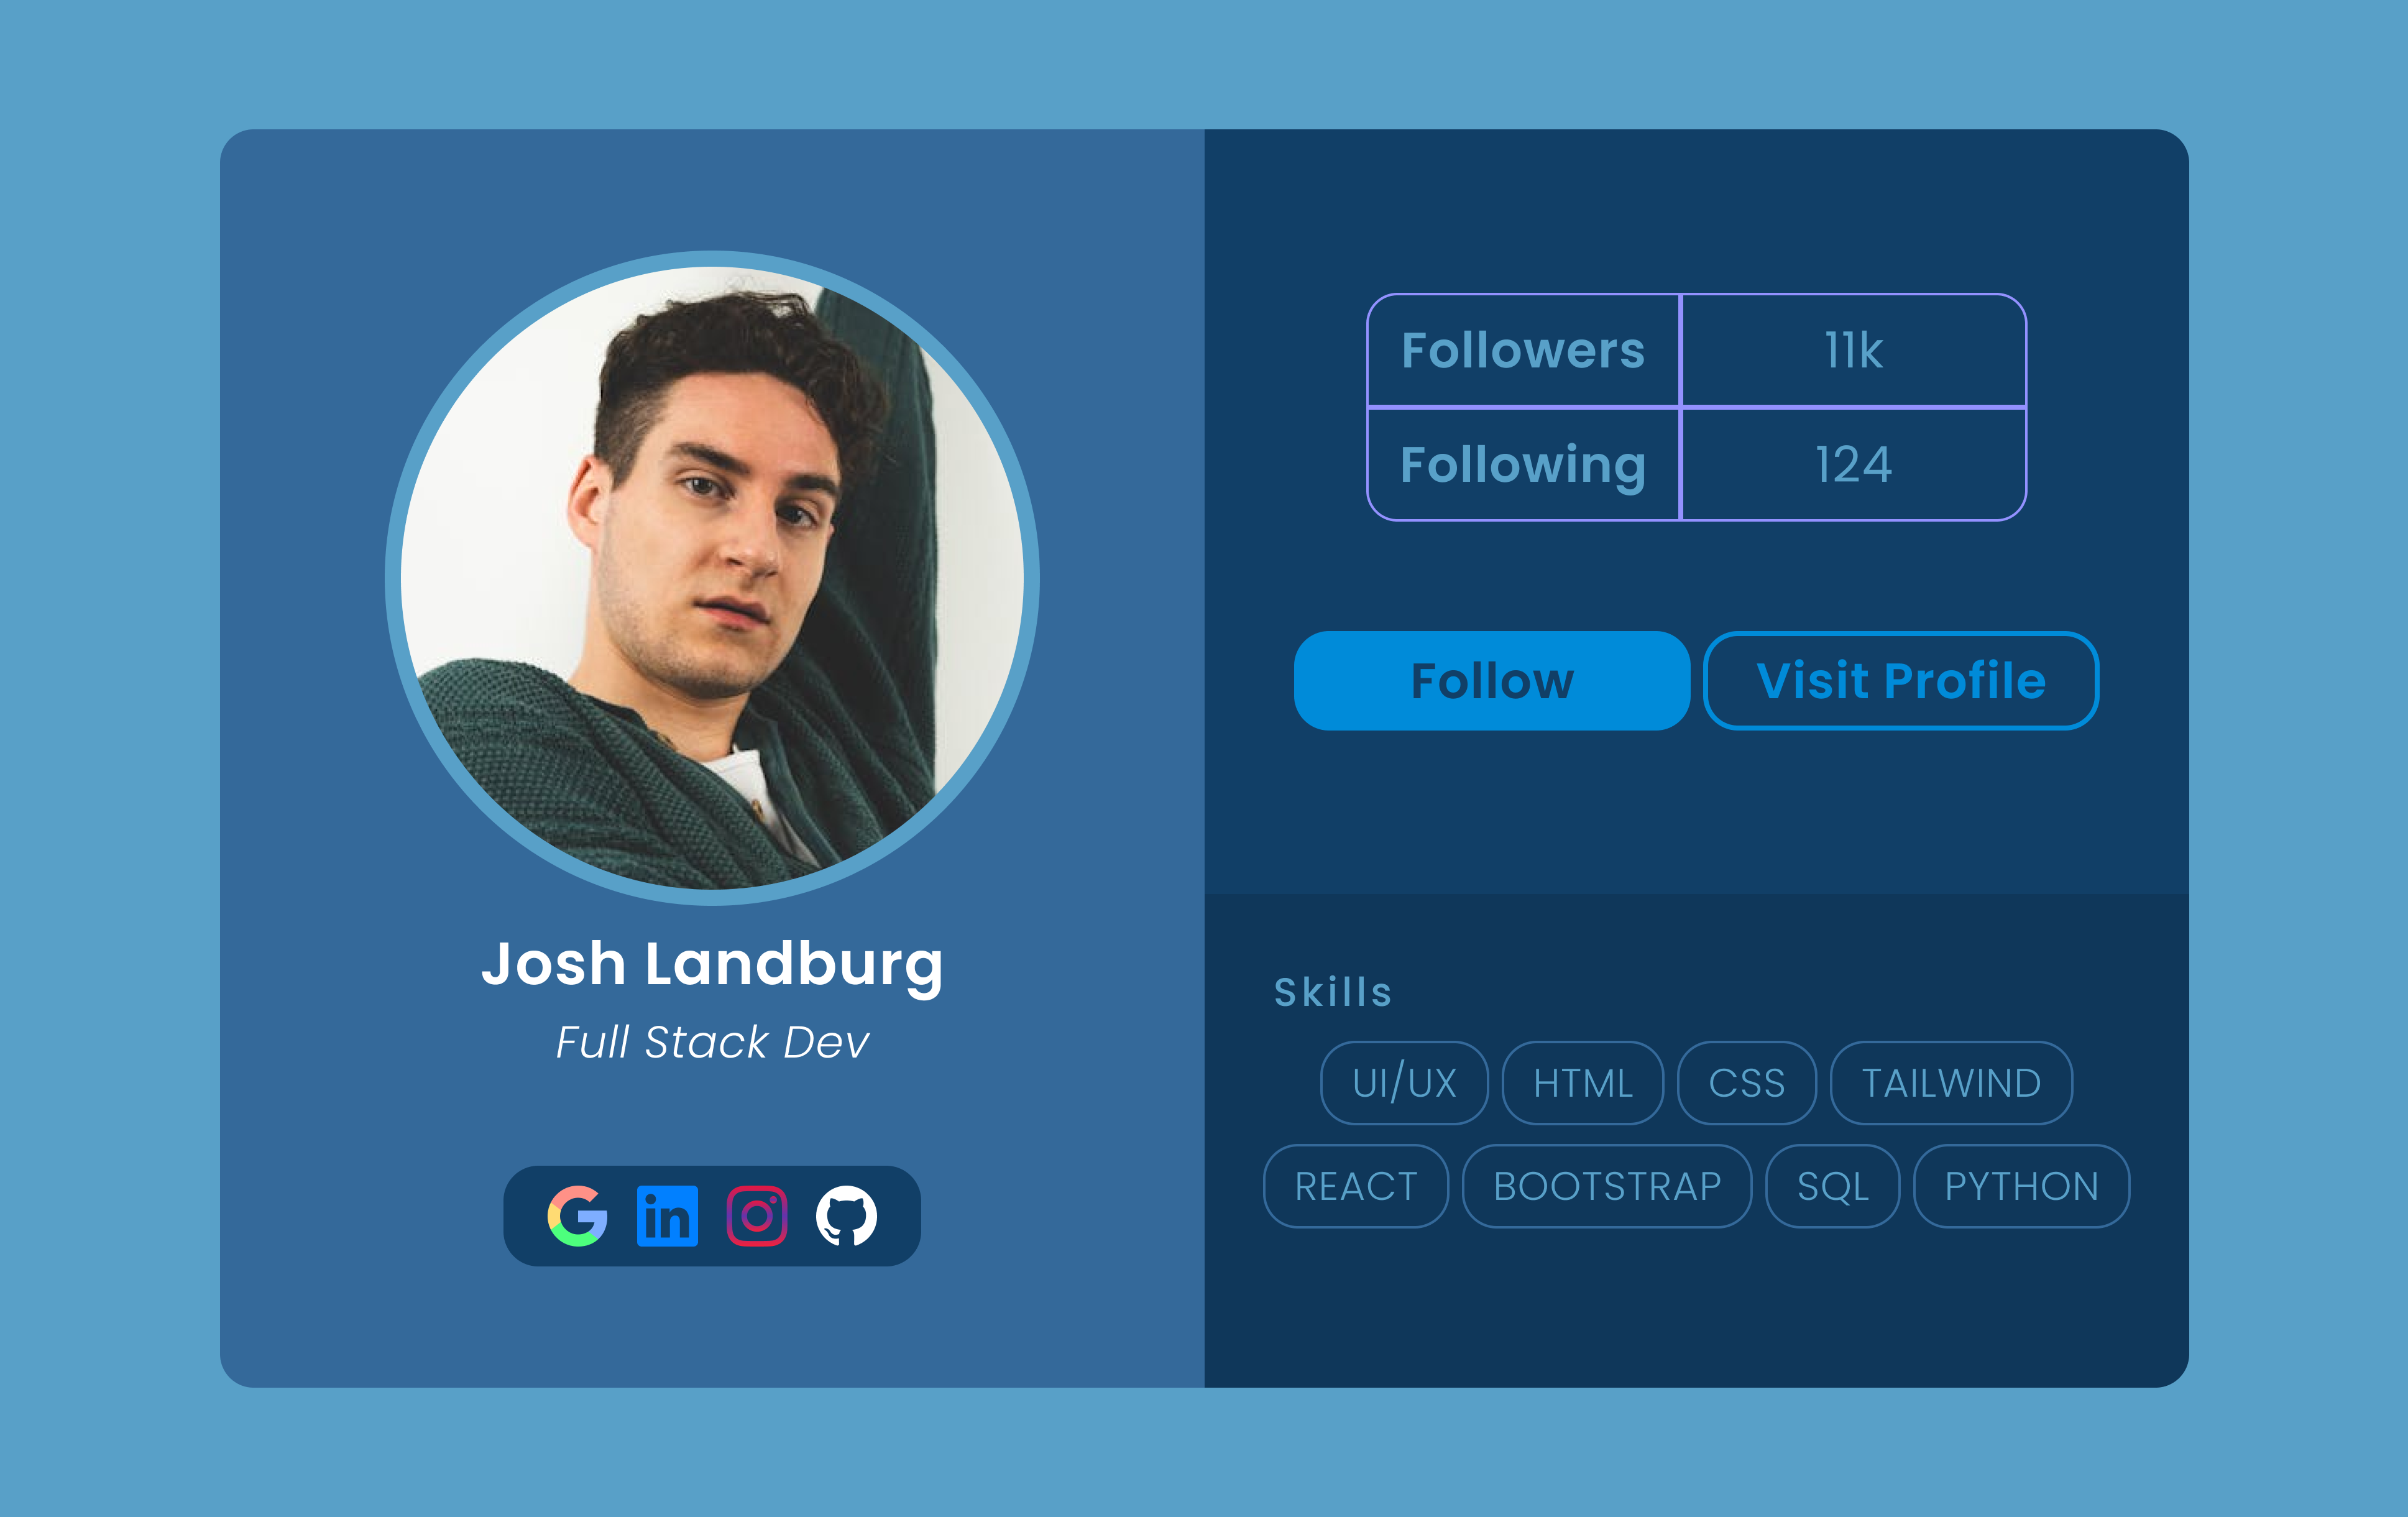 Josh Landburg
Full Stack Dev
Followers 11k
Following 124
Follow Visit Profile
Skills
UI/UX HTML CSS TAILWIND
REACT BOOTSTRAP SQL PYTHON